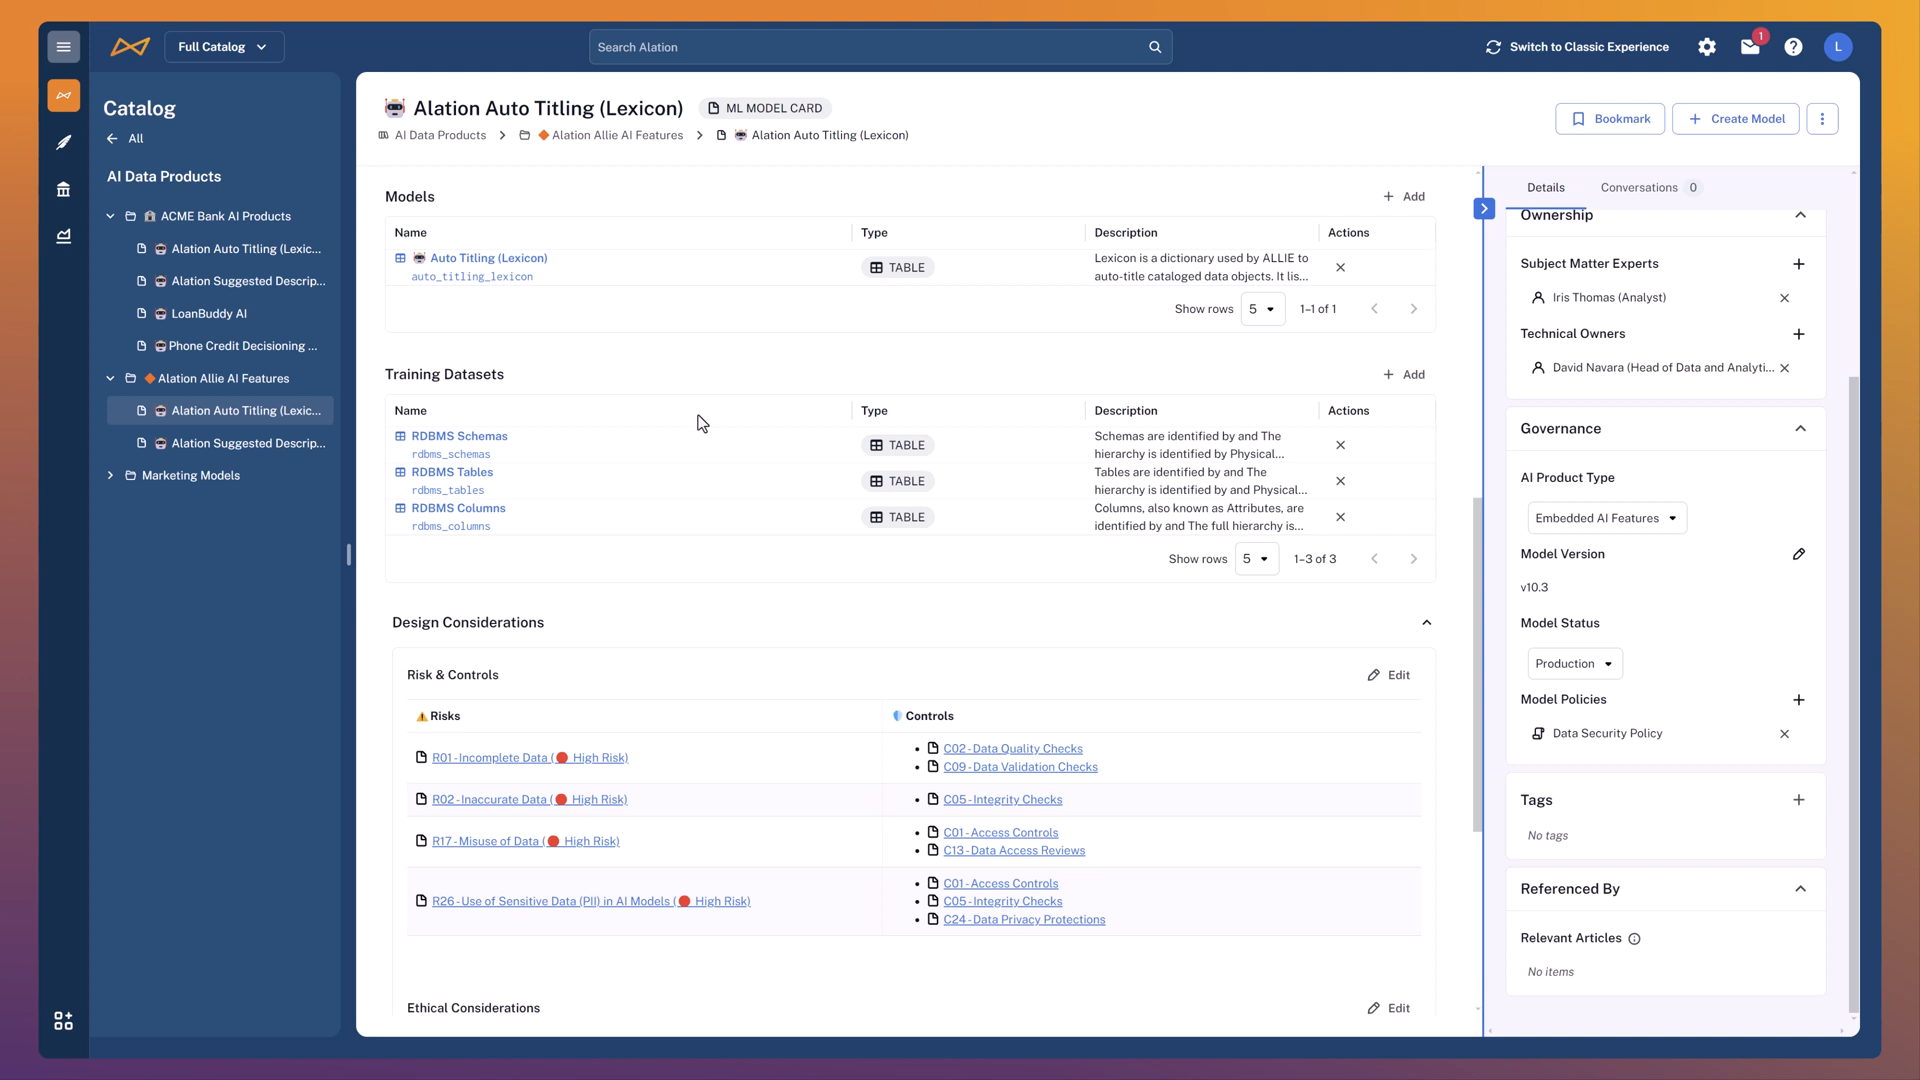 Full Catalog
Search Alation
Switch to Classic Experience
1
L
Catalog
All
AI Data Products
ACME Bank AI Products
Alation Auto Titling (Lexic...
Alation Suggested Descrip...
LoanBuddy AI
Phone Credit Decisioning ...
Alation Allie AI Features
Alation Auto Titling (Lexic...
Alation Suggested Descrip...
Marketing Models
Alation Auto Titling (Lexicon) ML MODEL CARD
AI Data Products > Alation Allie AI Features > Alation Auto Titling (Lexicon)
Bookmark
+ Create Model
Models
+ Add
Name Type Description Actions
Auto Titling (Lexicon)
auto_titling_lexicon
TABLE
Lexicon is a dictionary used by ALLIE to
auto-title cataloged data objects. It lis...
Show rows 5 1–1 of 1
Training Datasets
+ Add
Name Type Description Actions
RDBMS Schemas
rdbms_schemas
TABLE
Schemas are identified by and The
hierarchy is identified by Physical...
RDBMS Tables
rdbms_tables
TABLE
Tables are identified by and The
hierarchy is identified by and Physical...
RDBMS Columns
rdbms_columns
TABLE
Columns, also known as Attributes, are
identified by and The full hierarchy is...
Show rows 5 1–3 of 3
Design Considerations
Risk & Controls
Edit
Risks Controls
R01 - Incomplete Data (🔴 High Risk)
C02 - Data Quality Checks
C09 - Data Validation Checks
R02 - Inaccurate Data (🔴 High Risk)
C05 - Integrity Checks
R17 - Misuse of Data (🔴 High Risk)
C01 - Access Controls
C13 - Data Access Reviews
R26 - Use of Sensitive Data (PII) in AI Models (🔴 High Risk)
C01 - Access Controls
C05 - Integrity Checks
C24 - Data Privacy Protections
Ethical Considerations
Edit
Details Conversations 0
Ownership
Subject Matter Experts
Iris Thomas (Analyst)
Technical Owners
David Navara (Head of Data and Analyti...
Governance
AI Product Type
Embedded AI Features
Model Version
v10.3
Model Status
Production
Model Policies
Data Security Policy
Tags
No tags
Referenced By
Relevant Articles
No items